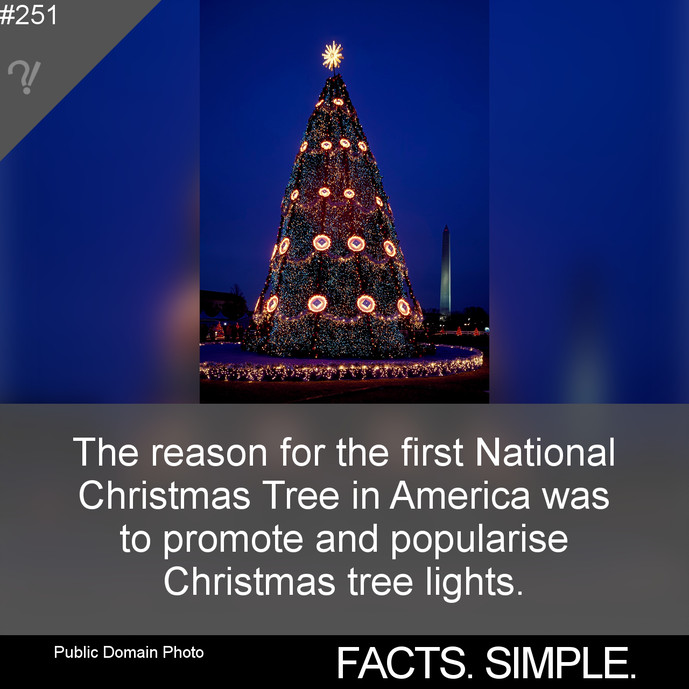 #251
?!
The reason for the first National
Christmas Tree in America was
to promote and popularise
Christmas tree lights.
Public Domain Photo
FACTS. SIMPLE.